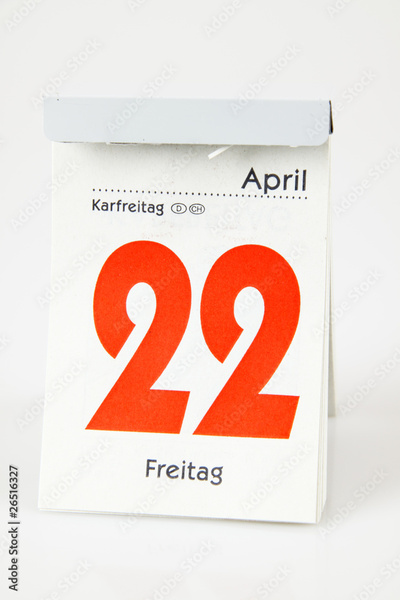 April
Karfreitag D CH
22
Freitag
Adobe Stock | #26516327